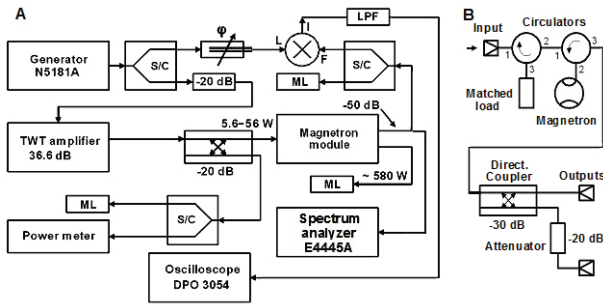 A
Generator
N5181A
S/C
φ
-20 dB
L
I
F
LPF
ML
S/C
-50 dB
TWT amplifier
36.6 dB
-20 dB
5.6–56 W
Magnetron
module
ML
~ 580 W
ML
S/C
Power meter
Spectrum
analyzer
E4445A
Oscilloscope
DPO 3054
B
Circulators
Input
1
2
3
1
2
3
Matched
load
Magnetron
Direct.
Coupler
Outputs
-30 dB
Attenuator
-20 dB